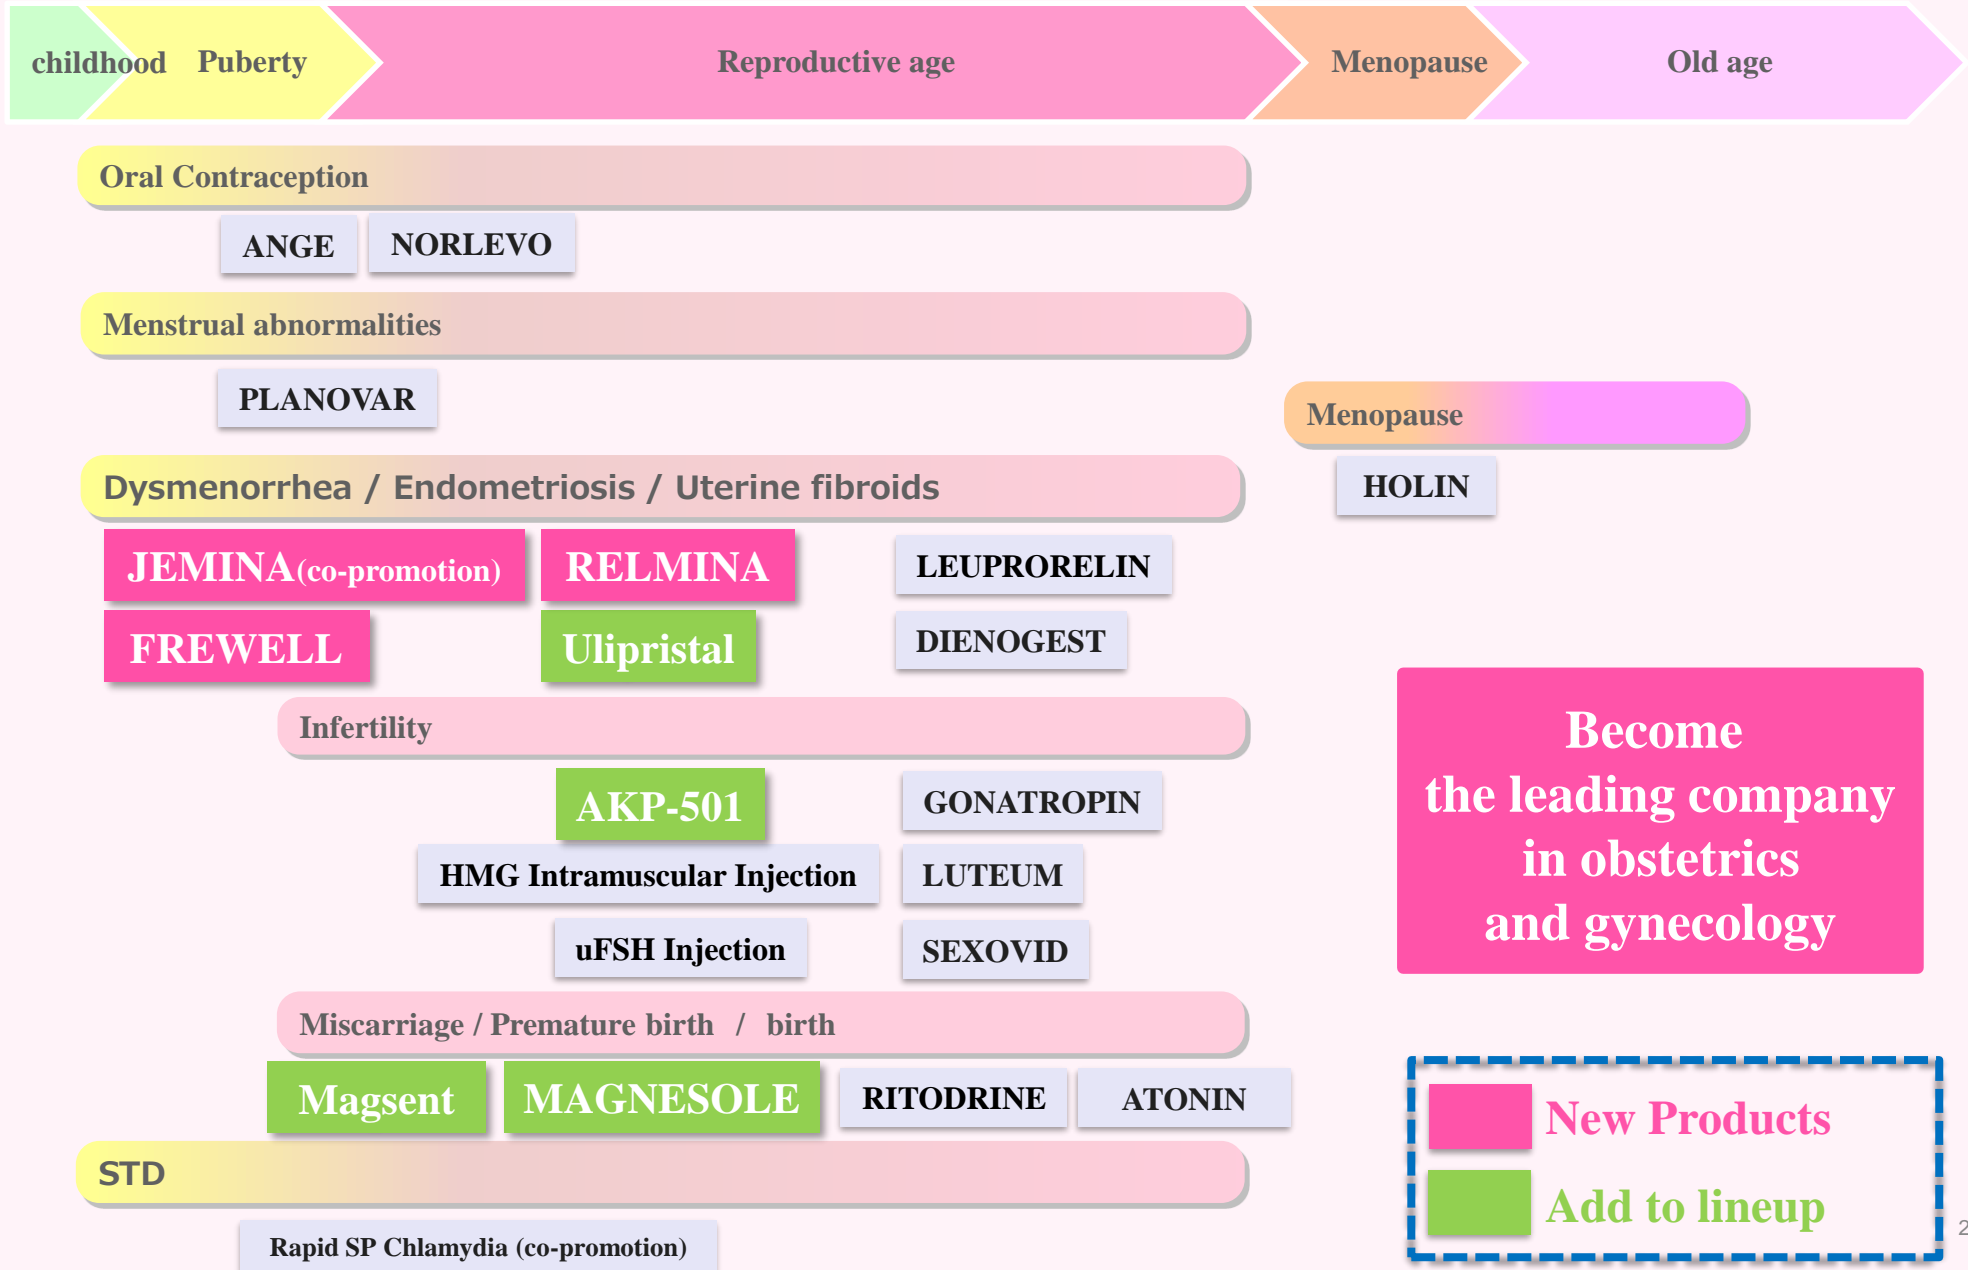 childhood
Puberty
Reproductive age
Menopause
Old age
Oral Contraception
ANGE
NORLEVO
Menstrual abnormalities
PLANOVAR
Menopause
HOLIN
Dysmenorrhea / Endometriosis / Uterine fibroids
JEMINA(co-promotion)
RELMINA
LEUPRORELIN
FREWELL
Ulipristal
DIENOGEST
Infertility
AKP-501
GONATROPIN
HMG Intramuscular Injection
LUTEUM
uFSH Injection
SEXOVID
Become
the leading company
in obstetrics
and gynecology
Miscarriage / Premature birth / birth
Magsent
MAGNESOLE
RITODRINE
ATONIN
STD
Rapid SP Chlamydia (co-promotion)
New Products
Add to lineup
2